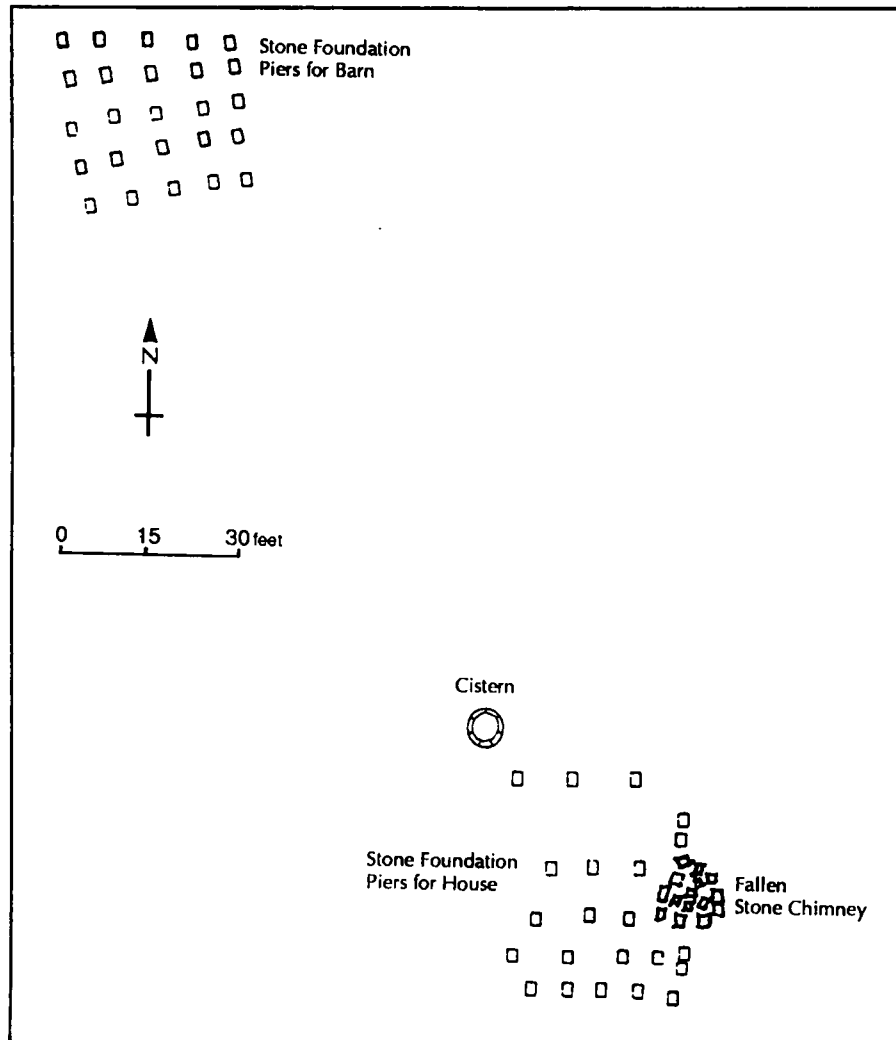 Stone Foundation
Piers for Barn
N
0 15 30 feet
Cistern
Stone Foundation
Piers for House
Fallen
Stone Chimney